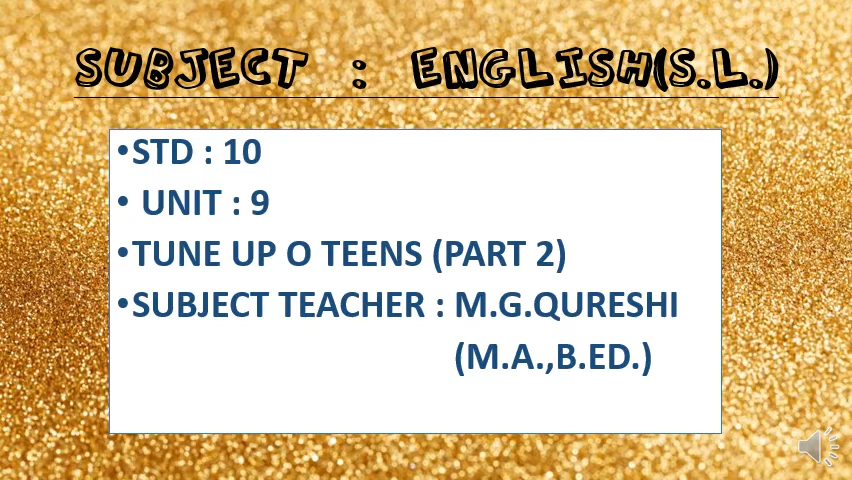 SUBJECT : ENGLISH(S.L.)
•STD : 10
• UNIT : 9
•TUNE UP O TEENS (PART 2)
•SUBJECT TEACHER : M.G.QURESHI
(M.A.,B.ED.)